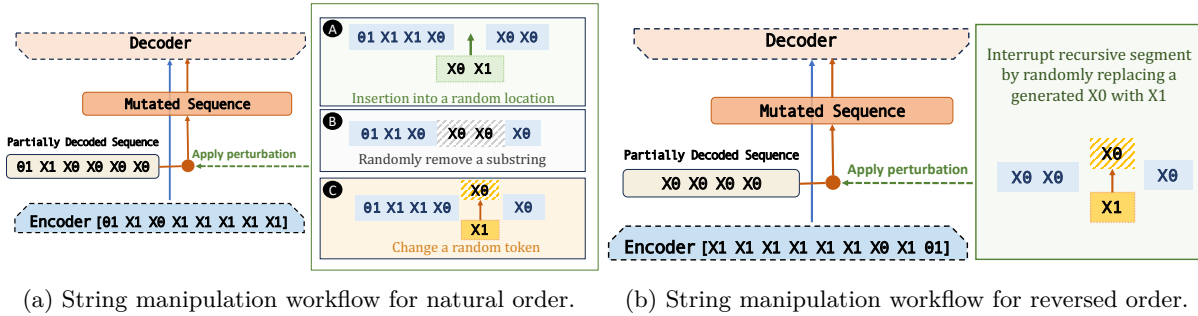 Decoder
Mutated Sequence
Partially Decoded Sequence
01 X1 X0 X0 X0 X0
Apply perturbation
Encoder [01 X1 X0 X1 X1 X1 X1 X1]
A
01 X1 X1 X0
X0 X0
X0 X1
Insertion into a random location
B
01 X1 X0
X0 X0
X0
Randomly remove a substring
C
X0
01 X1 X1 X0
X0
X1
Change a random token
(a) String manipulation workflow for natural order.
Decoder
Mutated Sequence
Partially Decoded Sequence
X0 X0 X0 X0
Apply perturbation
Encoder [X1 X1 X1 X1 X1 X1 X0 X1 01]
Interrupt recursive segment
by randomly replacing a
generated X0 with X1
X0
X0 X0
X0
X1
(b) String manipulation workflow for reversed order.